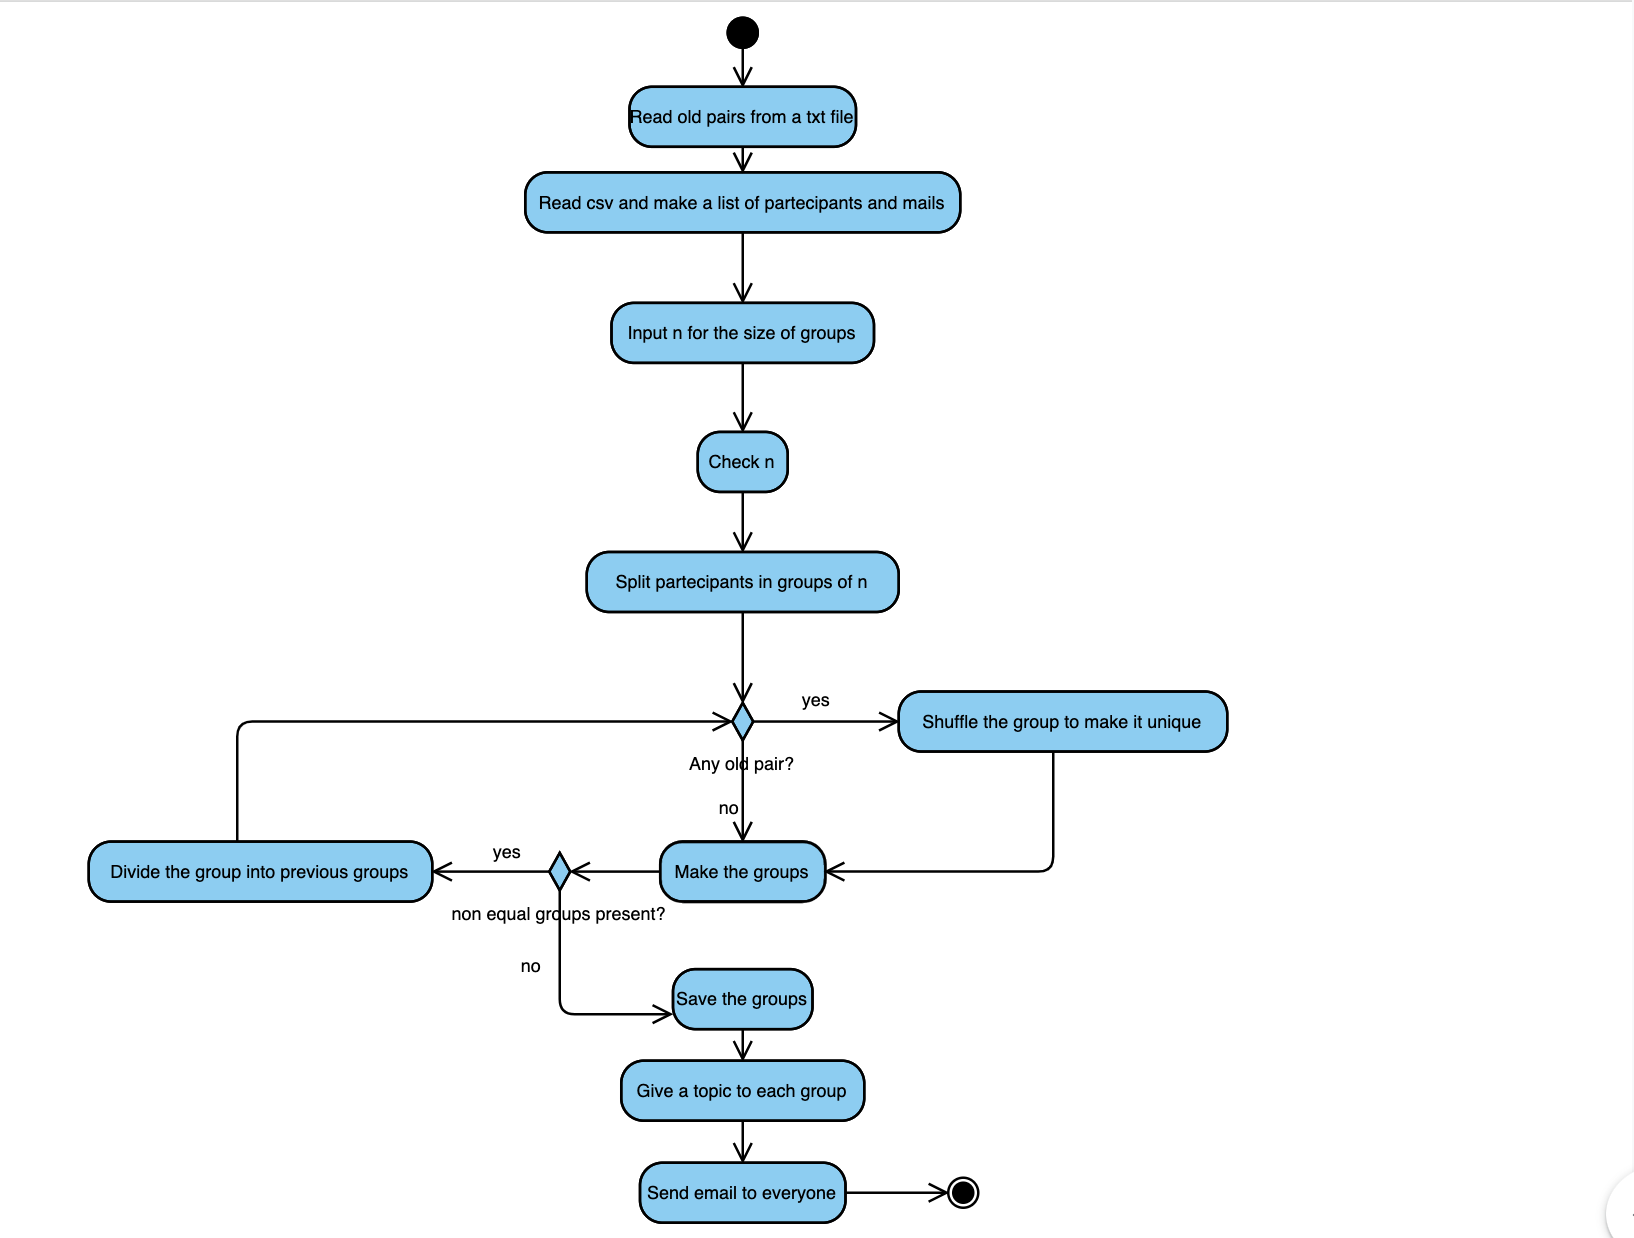 Read old pairs from a txt file
Read csv and make a list of partecipants and mails
Input n for the size of groups
Check n
Split partecipants in groups of n
yes
Shuffle the group to make it unique
Any old pair?
no
yes
Divide the group into previous groups
Make the groups
non equal groups present?
no
Save the groups
Give a topic to each group
Send email to everyone